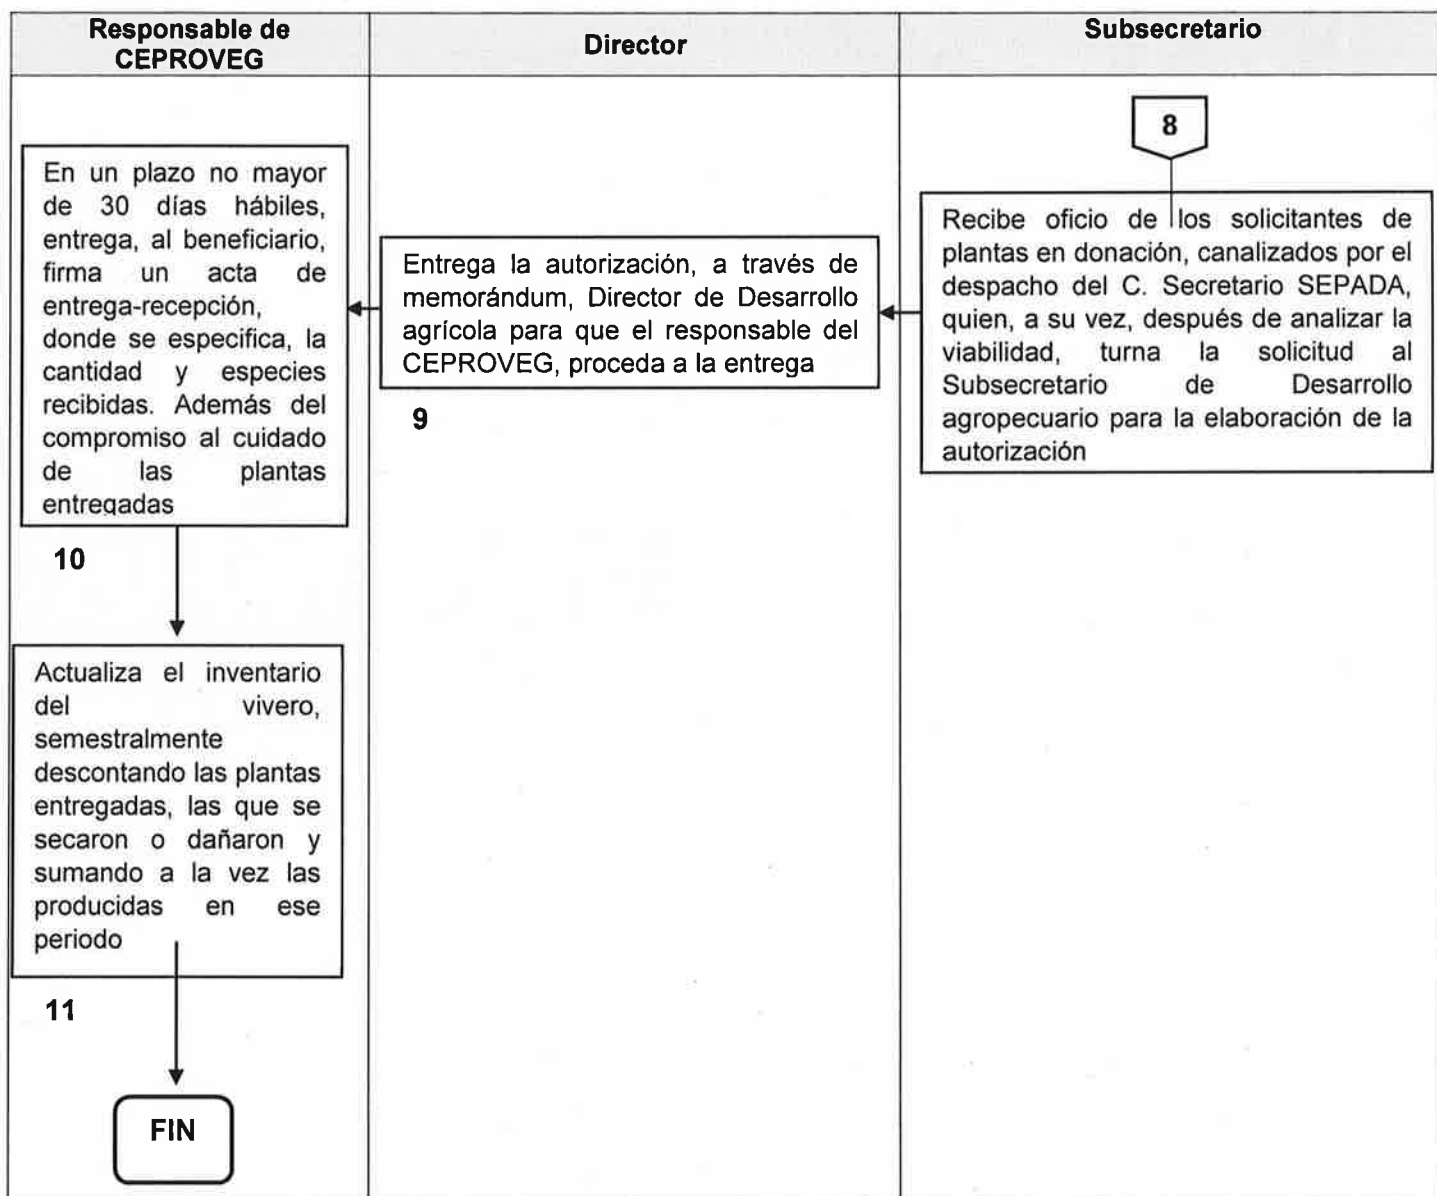 Responsable de
CEPROVEG
Director
Subsecretario
8
Recibe oficio de los solicitantes de
plantas en donación, canalizados por el
despacho del C. Secretario SEPADA,
quien, a su vez, después de analizar la
viabilidad, turna la solicitud al
Subsecretario de Desarrollo
agropecuario para la elaboración de la
autorización
Entrega la autorización, a través de
memorándum, Director de Desarrollo
agrícola para que el responsable del
CEPROVEG, proceda a la entrega
9
En un plazo no mayor
de 30 días hábiles,
entrega, al beneficiario,
firma un acta de
entrega-recepción,
donde se especifica, la
cantidad y especies
recibidas. Además del
compromiso al cuidado
de las plantas
entregadas
10
Actualiza el inventario
del vivero,
semestralmente
descontando las plantas
entregadas, las que se
secaron o dañaron y
sumando a la vez las
producidas en ese
periodo
11
FIN